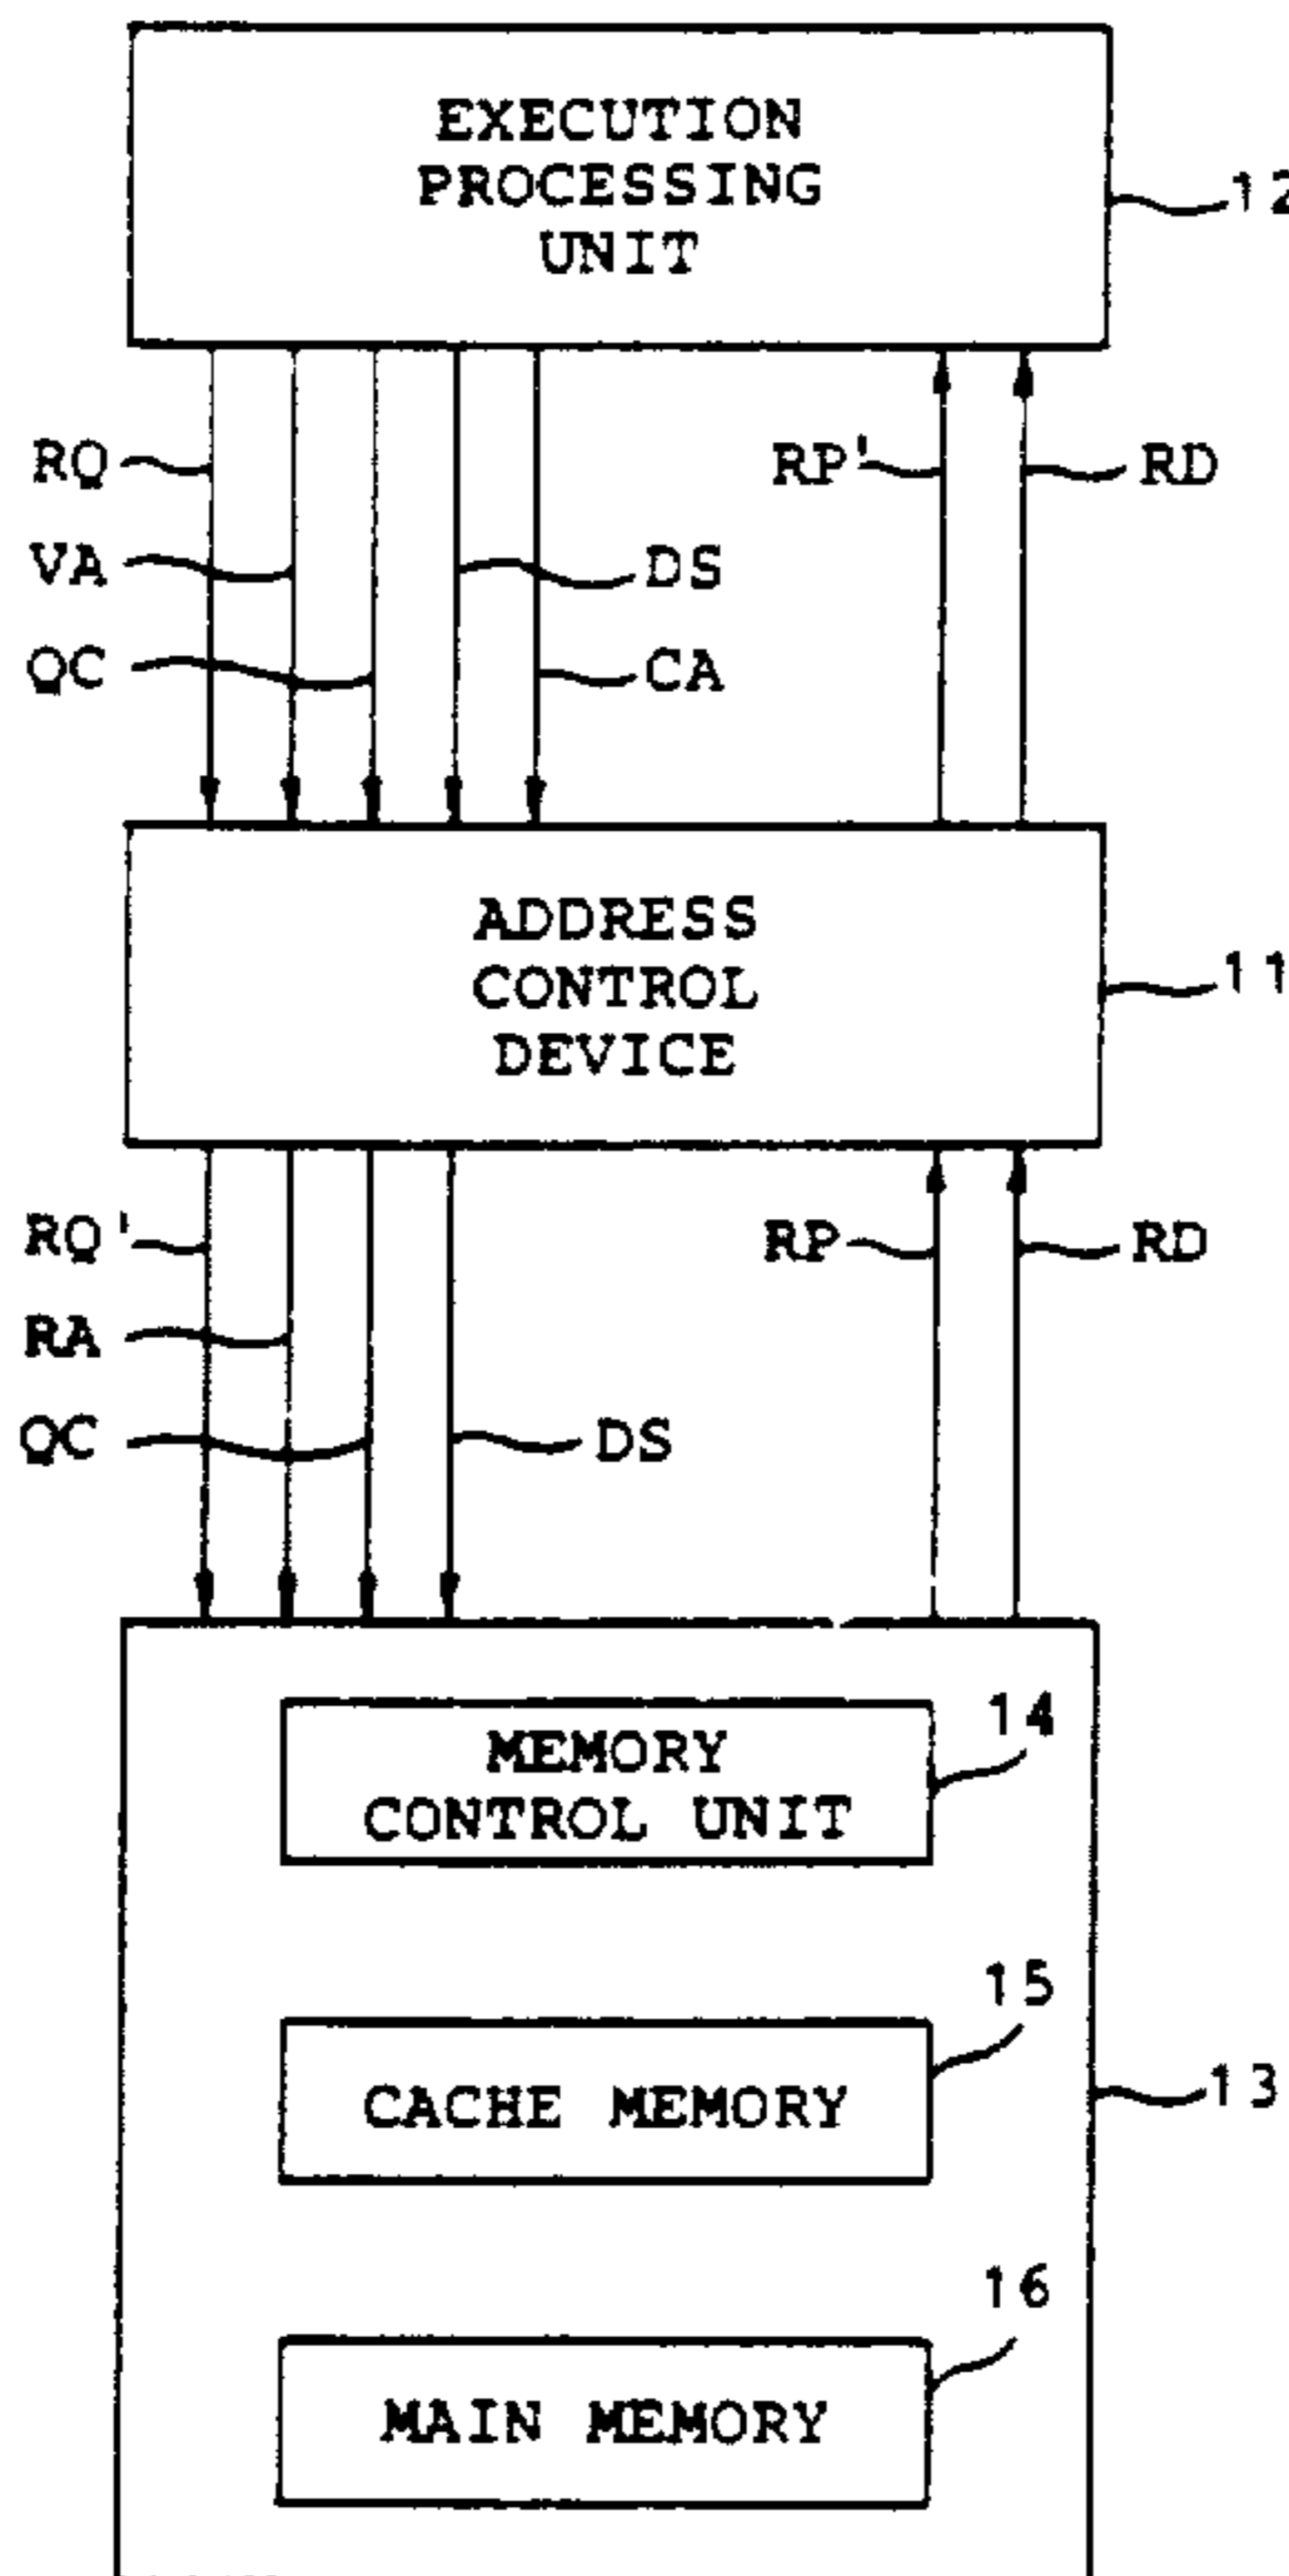 EXECUTION
PROCESSING
UNIT
12
RQ
RP'
RD
VA
DS
QC
CA
ADDRESS
CONTROL
DEVICE
11
RQ'
RP
RD
RA
QC
DS
14
MEMORY
CONTROL UNIT
15
CACHE MEMORY
13
16
MAIN MEMORY